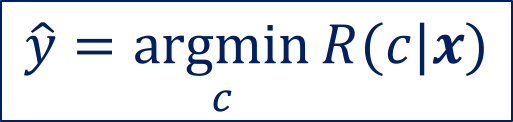 ŷ = argmin R(c|x)
c